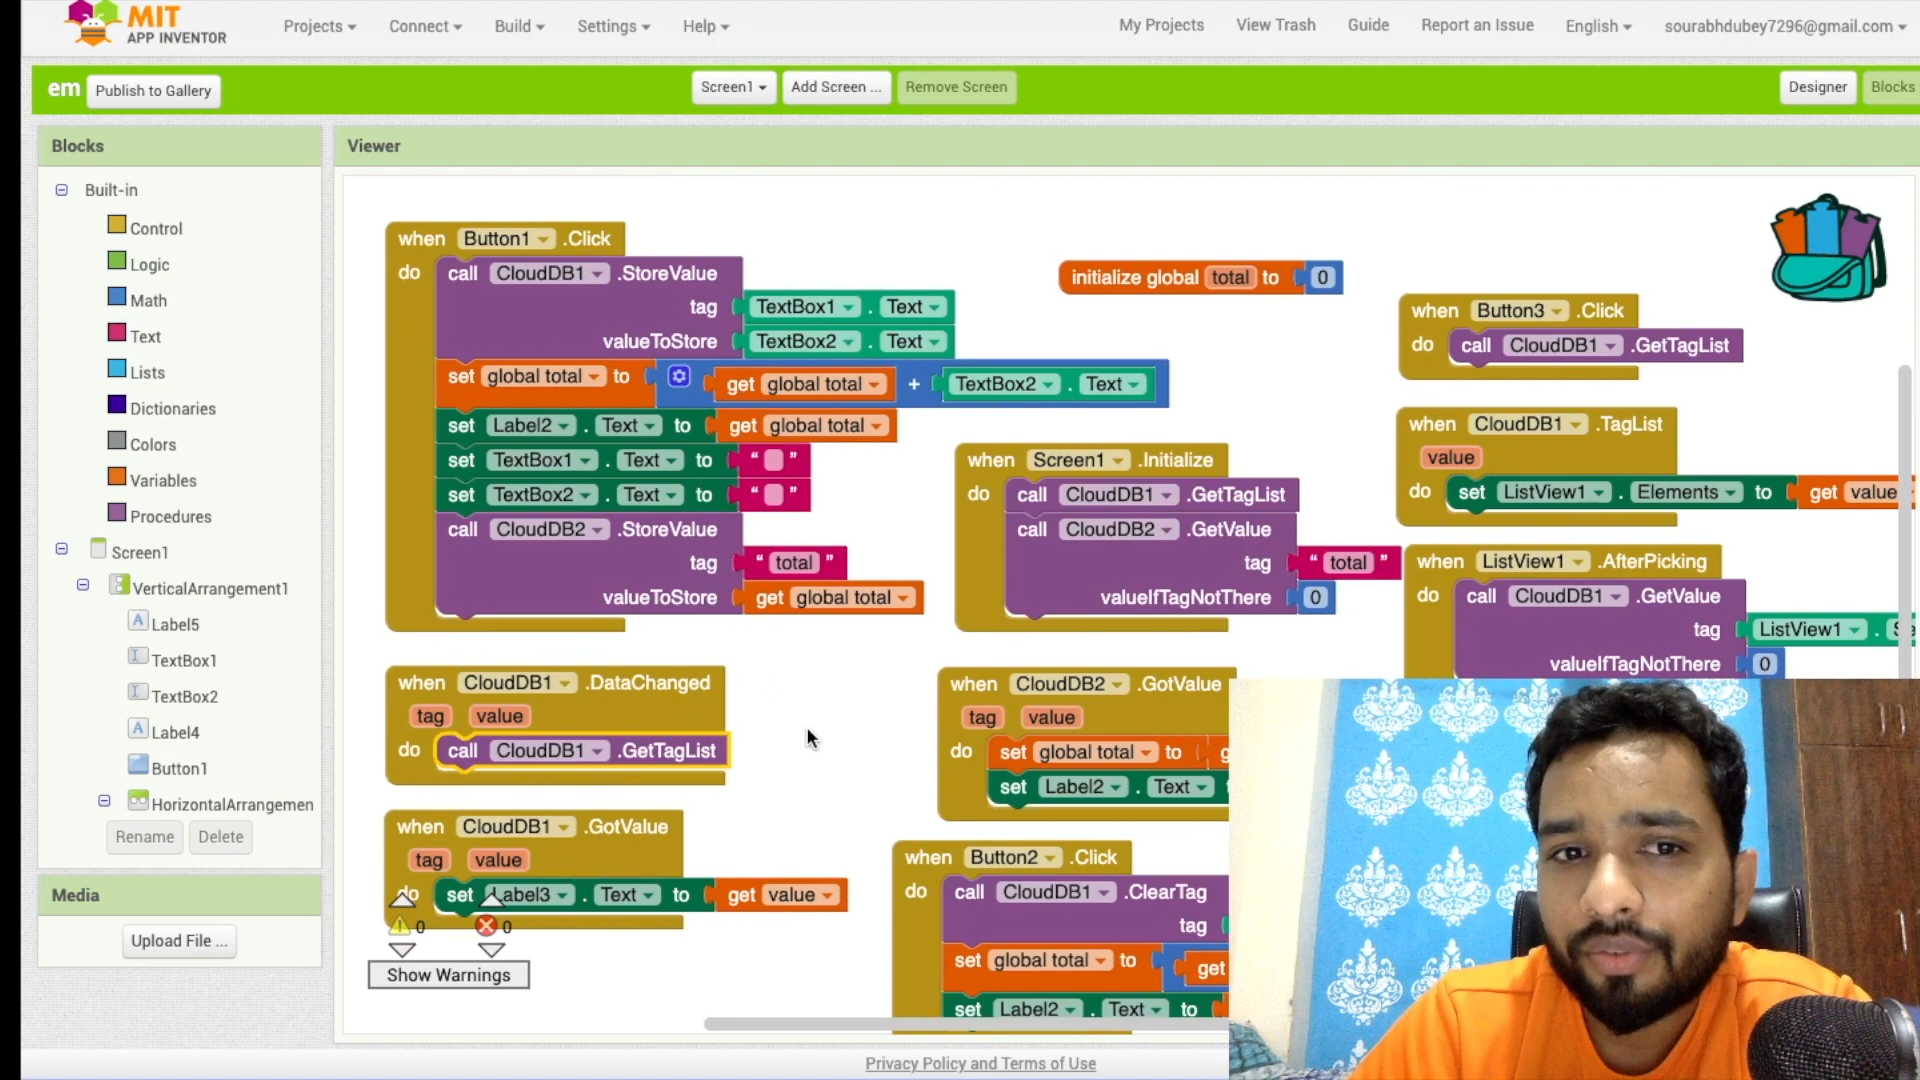 MIT
APP INVENTOR
Projects
Connect
Build
Settings
Help
My Projects
View Trash
Guide
Report an Issue
English
sourabhdubey7296@gmail.com
em
Publish to Gallery
Screen1
Add Screen ...
Remove Screen
Designer
Blocks
Blocks
Built-in
Control
Logic
Math
Text
Lists
Dictionaries
Colors
Variables
Procedures
Screen1
VerticalArrangement1
Label5
TextBox1
TextBox2
Label4
Button1
HorizontalArrangemen
Rename
Delete
Media
Upload File ...
Viewer
when Button1 .Click
do call CloudDB1 .StoreValue
tag TextBox1 . Text
valueToStore TextBox2 . Text
set global total to get global total + TextBox2 . Text
set Label2 . Text to get global total
set TextBox1 . Text to “ ”
set TextBox2 . Text to “ ”
call CloudDB2 .StoreValue
tag “ total ”
valueToStore get global total
initialize global total to 0
when Button3 .Click
do call CloudDB1 .GetTagList
when CloudDB1 .TagList
value
do set ListView1 . Elements to get value
when Screen1 .Initialize
do call CloudDB1 .GetTagList
call CloudDB2 .GetValue
tag “ total ”
valueIfTagNotThere 0
when ListView1 .AfterPicking
do call CloudDB1 .GetValue
tag ListView1 .
valueIfTagNotThere 0
when CloudDB1 .DataChanged
tag value
do call CloudDB1 .GetTagList
when CloudDB2 .GotValue
tag value
do set global total to
set Label2 . Text
when CloudDB1 .GotValue
tag value
do set Label3 . Text to get value
0 0
Show Warnings
when Button2 .Click
do call CloudDB1 .ClearTag
tag
set global total to get
set Label2 . Text to
Privacy Policy and Terms of Use